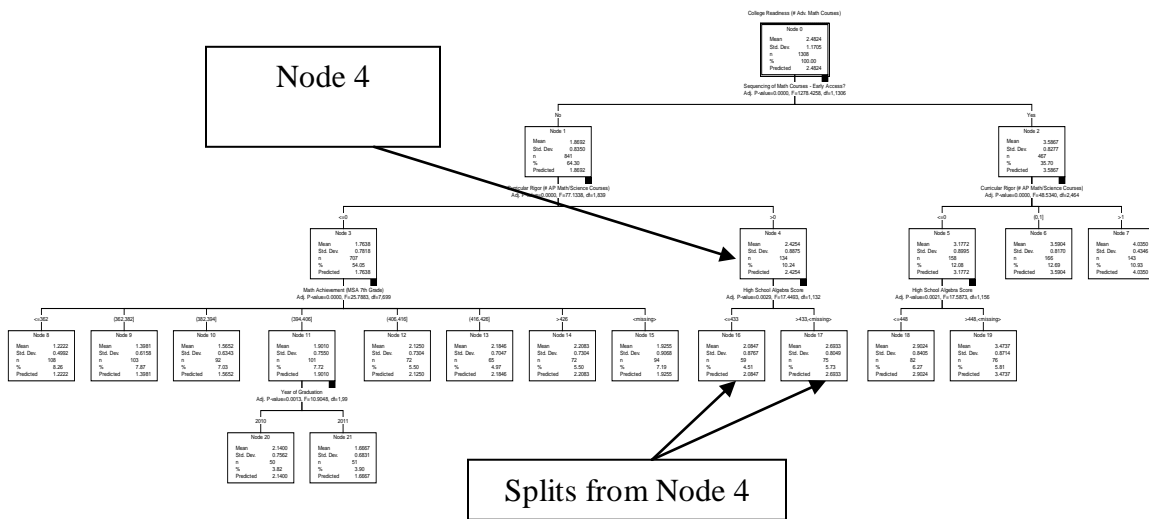 College Readiness (# Adv. Math Courses)
Node 0
Mean 2.4824
Std. Dev. 1.1705
n 1308
% 100.00
Predicted 2.4824
Sequencing of Math Courses - Early Access?
Adj. P-value=0.0000, F=1278.4258, df=1,1306
Node 4
No
Yes
Node 1
Mean 1.8692
Std. Dev. 0.8350
n 841
% 64.30
Predicted 1.8692
Curricular Rigor (# AP Math/Science Courses)
Adj. P-value=0.0000, F=77.1338, df=1,839
Node 2
Mean 3.5867
Std. Dev. 0.8277
n 467
% 35.70
Predicted 3.5867
Curricular Rigor (# AP Math/Science Courses)
Adj. P-value=0.0000, F=48.5340, df=2,464
<=0
>0
<=0
(0,1]
>1
Node 3
Mean 1.7638
Std. Dev. 0.7818
n 707
% 54.05
Predicted 1.7638
Math Achievement (MSA 7th Grade)
Adj. P-value=0.0000, F=25.7883, df=7,699
Node 4
Mean 2.4254
Std. Dev. 0.8875
n 134
% 10.24
Predicted 2.4254
High School Algebra Score
Adj. P-value=0.0029, F=17.4493, df=1,132
Node 5
Mean 3.1772
Std. Dev. 0.8995
n 158
% 12.08
Predicted 3.1772
High School Algebra Score
Adj. P-value=0.0021, F=17.5873, df=1,156
Node 6
Mean 3.5904
Std. Dev. 0.8170
n 166
% 12.69
Predicted 3.5904
Node 7
Mean 4.0350
Std. Dev. 0.4346
n 143
% 10.93
Predicted 4.0350
<=362
(362,382]
(382,394]
(394,406]
(406,416]
(416,426]
>426
<missing>
<=433
>433,<missing>
<=448
>448,<missing>
Node 8
Mean 1.2222
Std. Dev. 0.4992
n 108
% 8.26
Predicted 1.2222
Node 9
Mean 1.3981
Std. Dev. 0.6158
n 103
% 7.87
Predicted 1.3981
Node 10
Mean 1.5652
Std. Dev. 0.6343
n 92
% 7.03
Predicted 1.5652
Node 11
Mean 1.9010
Std. Dev. 0.7550
n 101
% 7.72
Predicted 1.9010
Year of Graduation
Adj. P-value=0.0013, F=10.9048, df=1,99
Node 12
Mean 2.1250
Std. Dev. 0.7304
n 72
% 5.50
Predicted 2.1250
Node 13
Mean 2.1846
Std. Dev. 0.7047
n 65
% 4.97
Predicted 2.1846
Node 14
Mean 2.2083
Std. Dev. 0.7304
n 72
% 5.50
Predicted 2.2083
Node 15
Mean 1.9255
Std. Dev. 0.9068
n 94
% 7.19
Predicted 1.9255
Node 16
Mean 2.0847
Std. Dev. 0.8767
n 59
% 4.51
Predicted 2.0847
Node 17
Mean 2.6933
Std. Dev. 0.8049
n 75
% 5.73
Predicted 2.6933
Node 18
Mean 2.9024
Std. Dev. 0.8405
n 82
% 6.27
Predicted 2.9024
Node 19
Mean 3.4737
Std. Dev. 0.8714
n 76
% 5.81
Predicted 3.4737
2010
2011
Node 20
Mean 2.1400
Std. Dev. 0.7562
n 50
% 3.82
Predicted 2.1400
Node 21
Mean 1.6667
Std. Dev. 0.6831
n 51
% 3.90
Predicted 1.6667
Splits from Node 4